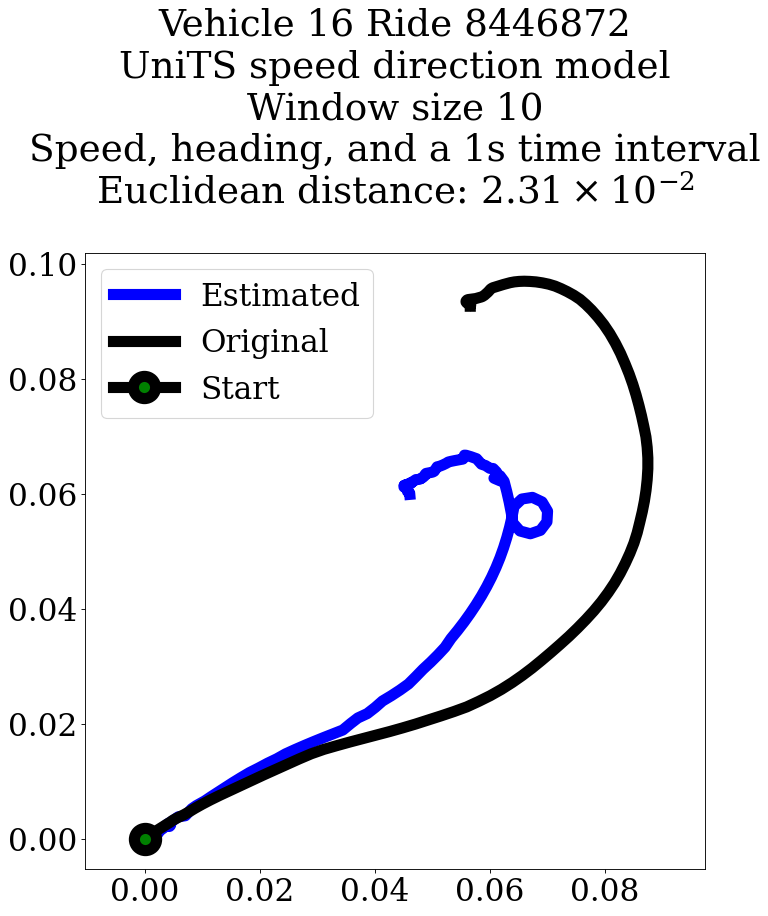 Vehicle 16 Ride 8446872
UniTS speed direction model
Window size 10
Speed, heading, and a 1s time interval
Euclidean distance: 2.31 × 10⁻²
0.10
0.08
0.06
0.04
0.02
0.00
Estimated
Original
Start
0.00 0.02 0.04 0.06 0.08